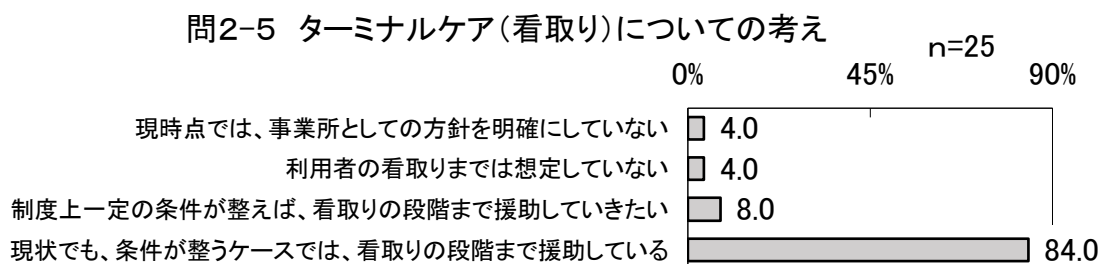 問2-5 ターミナルケア(看取り)についての考え
n=25
0% 45% 90%
現時点では、事業所としての方針を明確にしていない 4.0
利用者の看取りまでは想定していない 4.0
制度上一定の条件が整えば、看取りの段階まで援助していきたい 8.0
現状でも、条件が整うケースでは、看取りの段階まで援助している 84.0